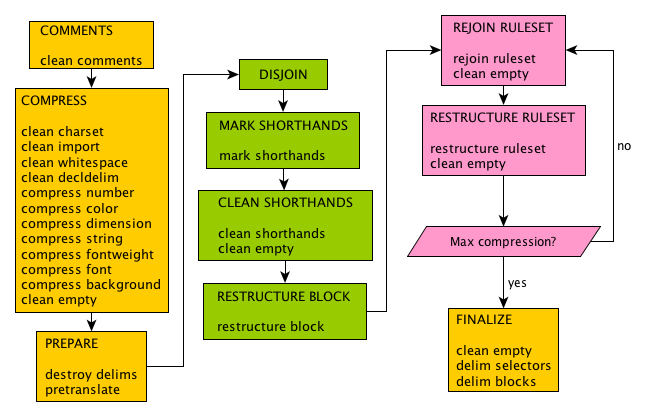 COMMENTS
clean comments
COMPRESS
clean charset
clean import
clean whitespace
clean decldelim
compress number
compress color
compress dimension
compress string
compress fontweight
compress font
compress background
clean empty
PREPARE
destroy delims
pretranslate
DISJOIN
MARK SHORTHANDS
mark shorthands
CLEAN SHORTHANDS
clean shorthands
clean empty
RESTRUCTURE BLOCK
restructure block
REJOIN RULESET
rejoin ruleset
clean empty
RESTRUCTURE RULESET
restructure ruleset
clean empty
no
Max compression?
yes
FINALIZE
clean empty
delim selectors
delim blocks